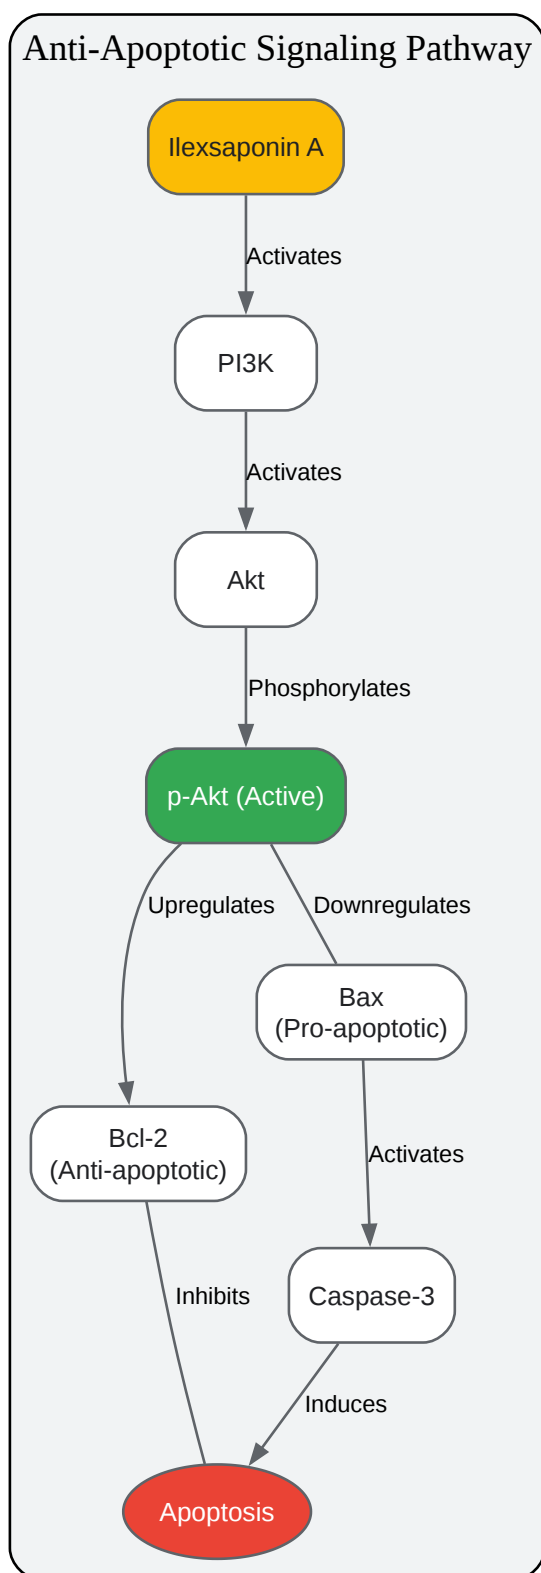 Anti-Apoptotic Signaling Pathway
Ilexsaponin A
Activates
PI3K
Activates
Akt
Phosphorylates
p-Akt (Active)
Upregulates
Downregulates
Bax
(Pro-apoptotic)
Bcl-2
(Anti-apoptotic)
Activates
Inhibits
Caspase-3
Induces
Apoptosis